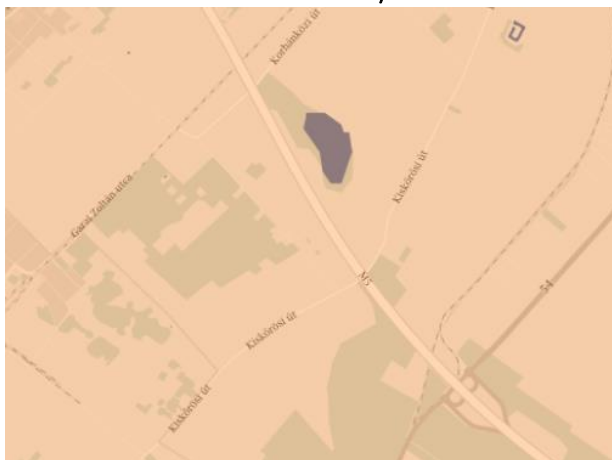 Korhánközi út
Garai Zoltán utca
Kiskőrösi út
M5
54
Kiskőrösi út
Kiskőrösi út